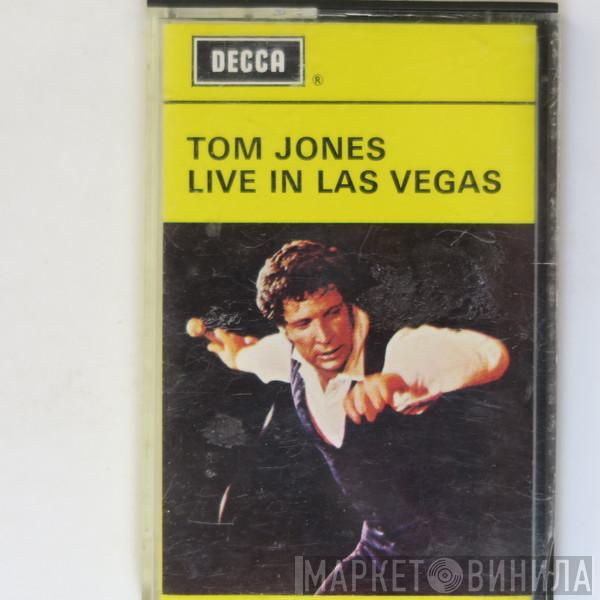 DECCA
®
TOM JONES
LIVE IN LAS VEGAS
МАРКЕТ ВИНИЛА